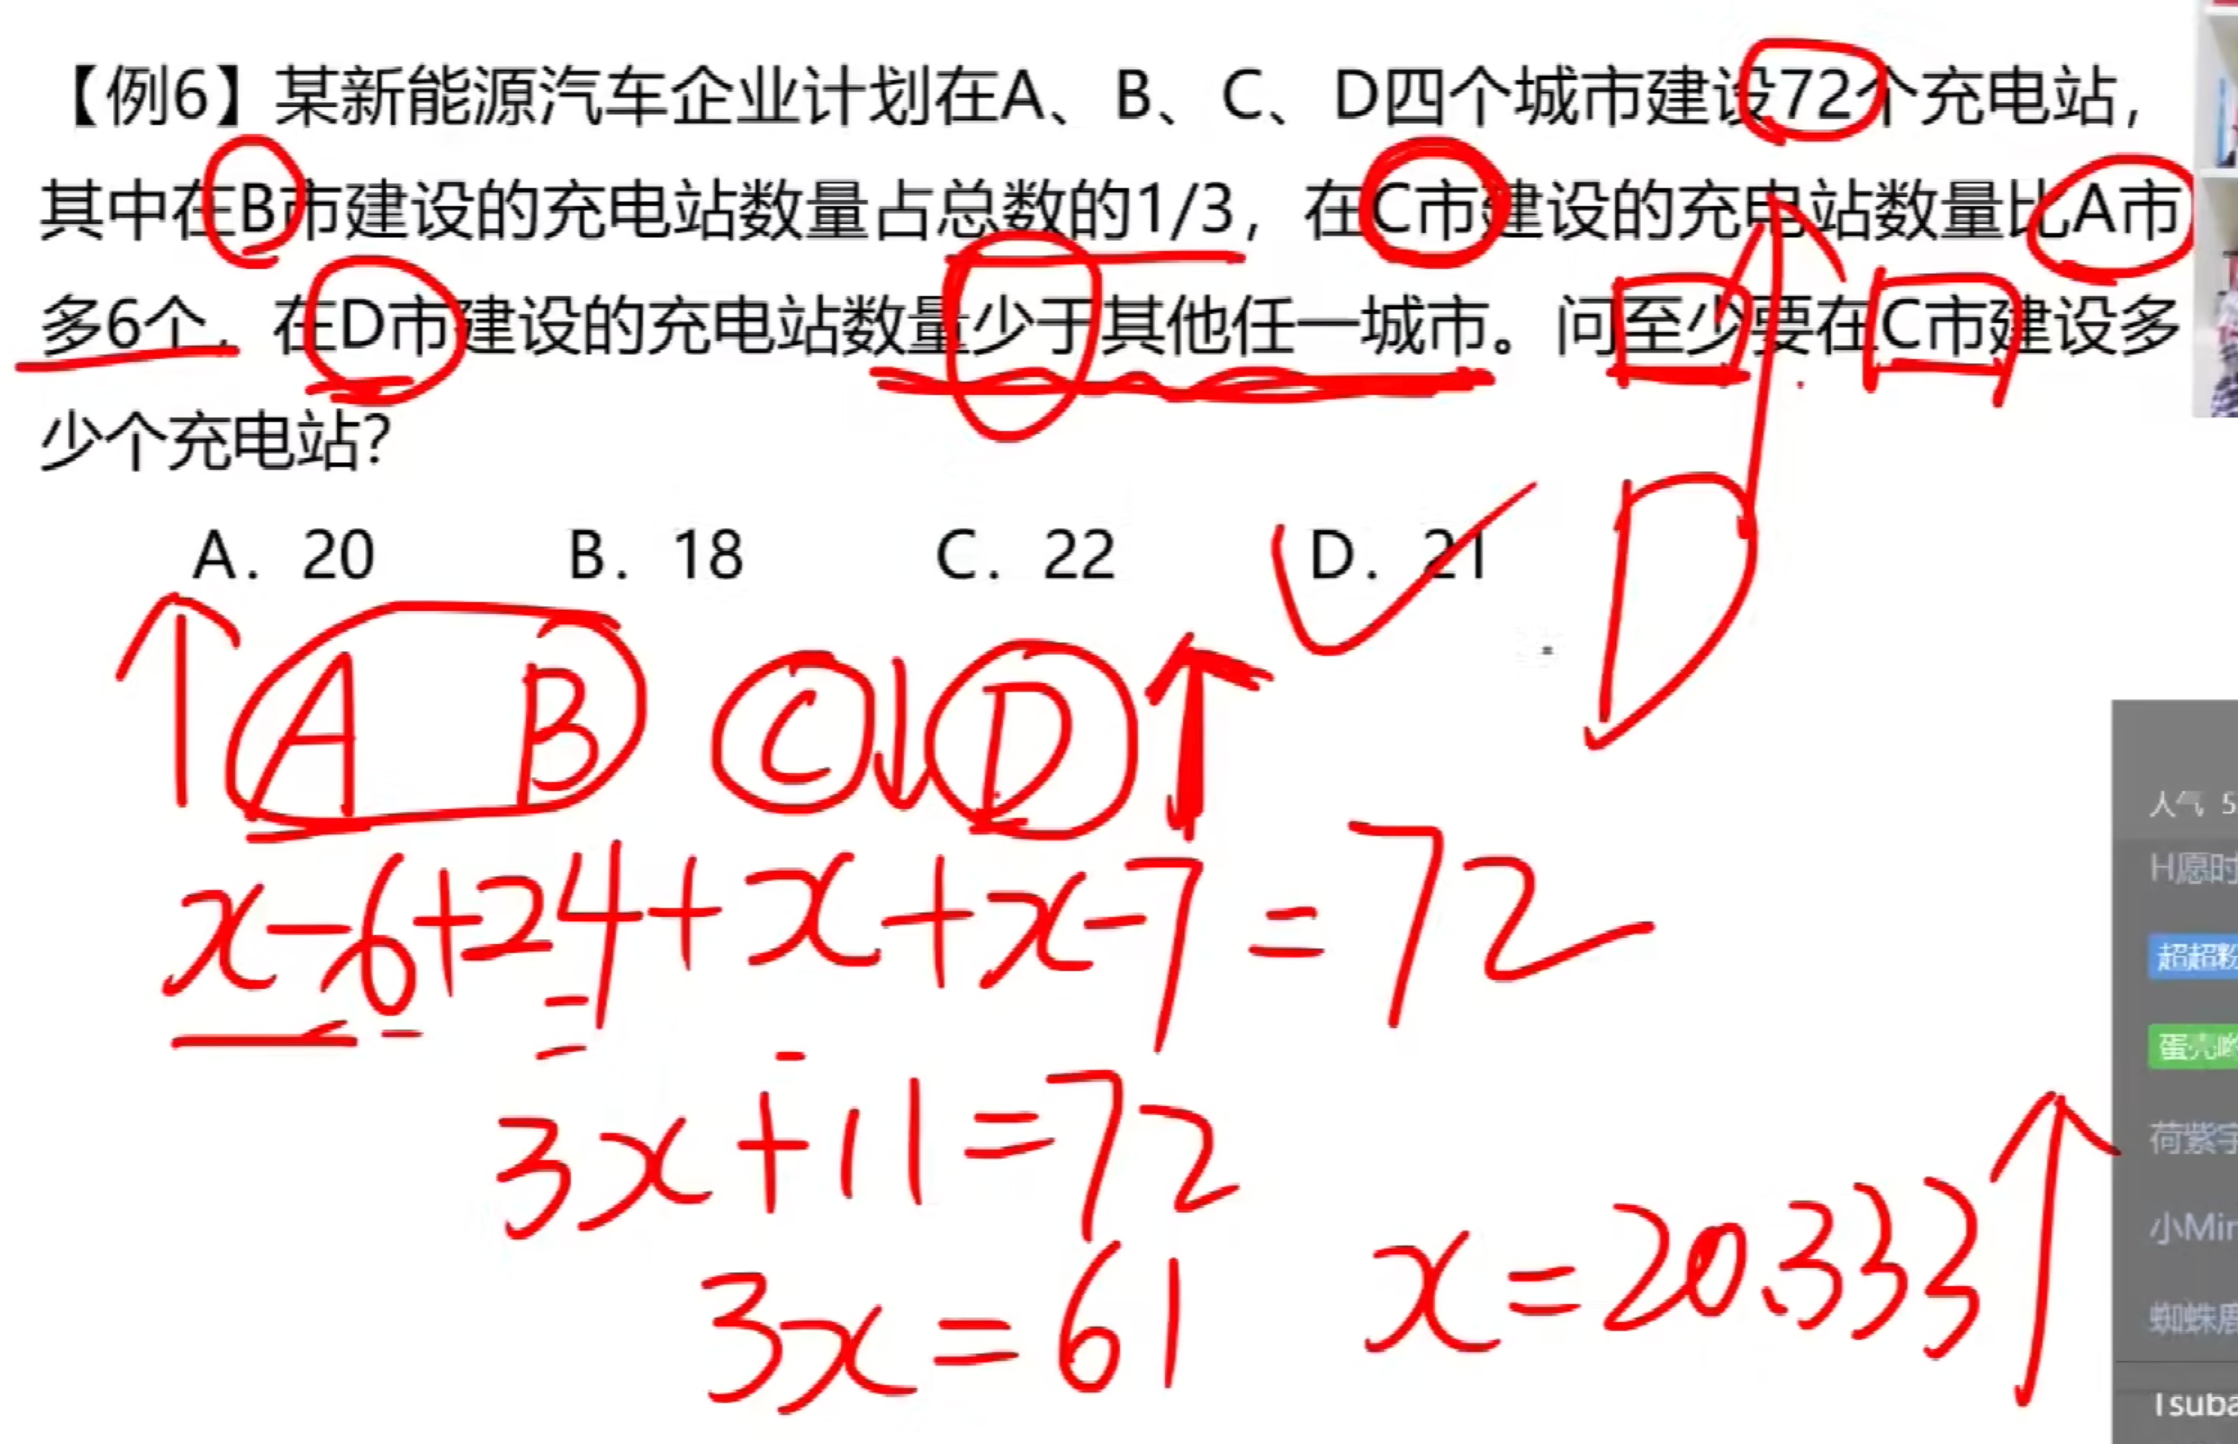 【例6】某新能源汽车企业计划在A、B、C、D四个城市建设72个充电站，
其中在B市建设的充电站数量占总数的1/3，在C市建设的充电站数量比A市
多6个，在D市建设的充电站数量少于其他任一城市。问至少要在C市建设多
少个充电站？
A. 20 B. 18 C. 22 D. 21
D
A B C D
x-6+24+x+x-7=72
3x+11=72
3x=61
x=20.333
人气 5
H愿时
超超粉
蛋壳哟
荷紫宇
小Min
蜘蛛鹿
I suba